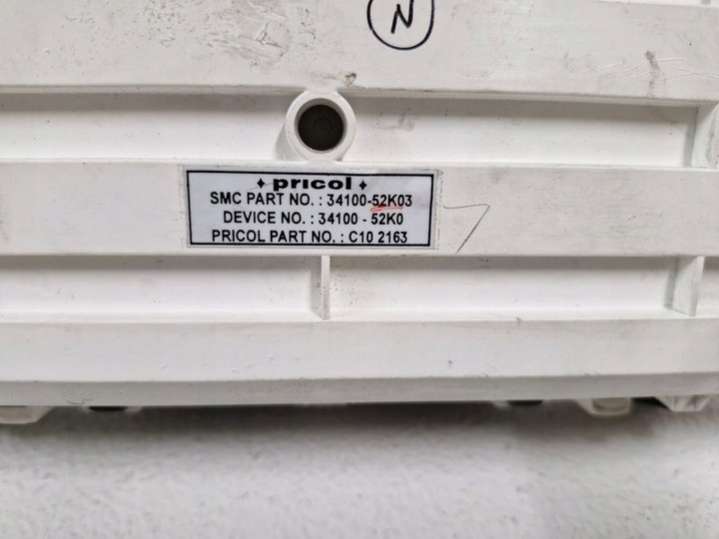 N
pricol
SMC PART NO. : 34100-52K03
DEVICE NO. : 34100 - 52K0
PRICOL PART NO. : C10 2163